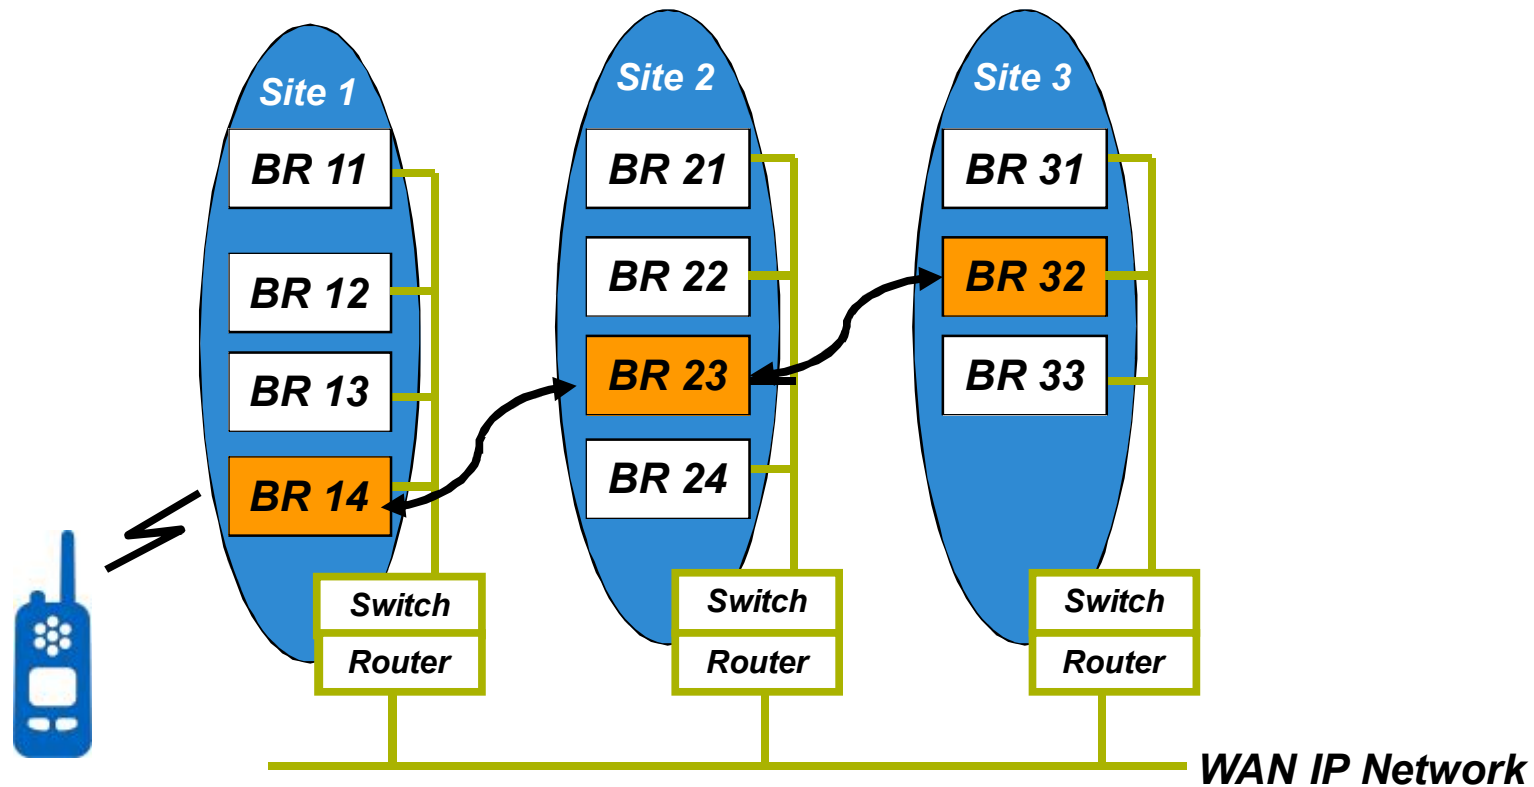 Site 1
BR 11
BR 12
BR 13
BR 14
Switch
Router
Site 2
BR 21
BR 22
BR 23
BR 24
Switch
Router
Site 3
BR 31
BR 32
BR 33
Switch
Router
WAN IP Network